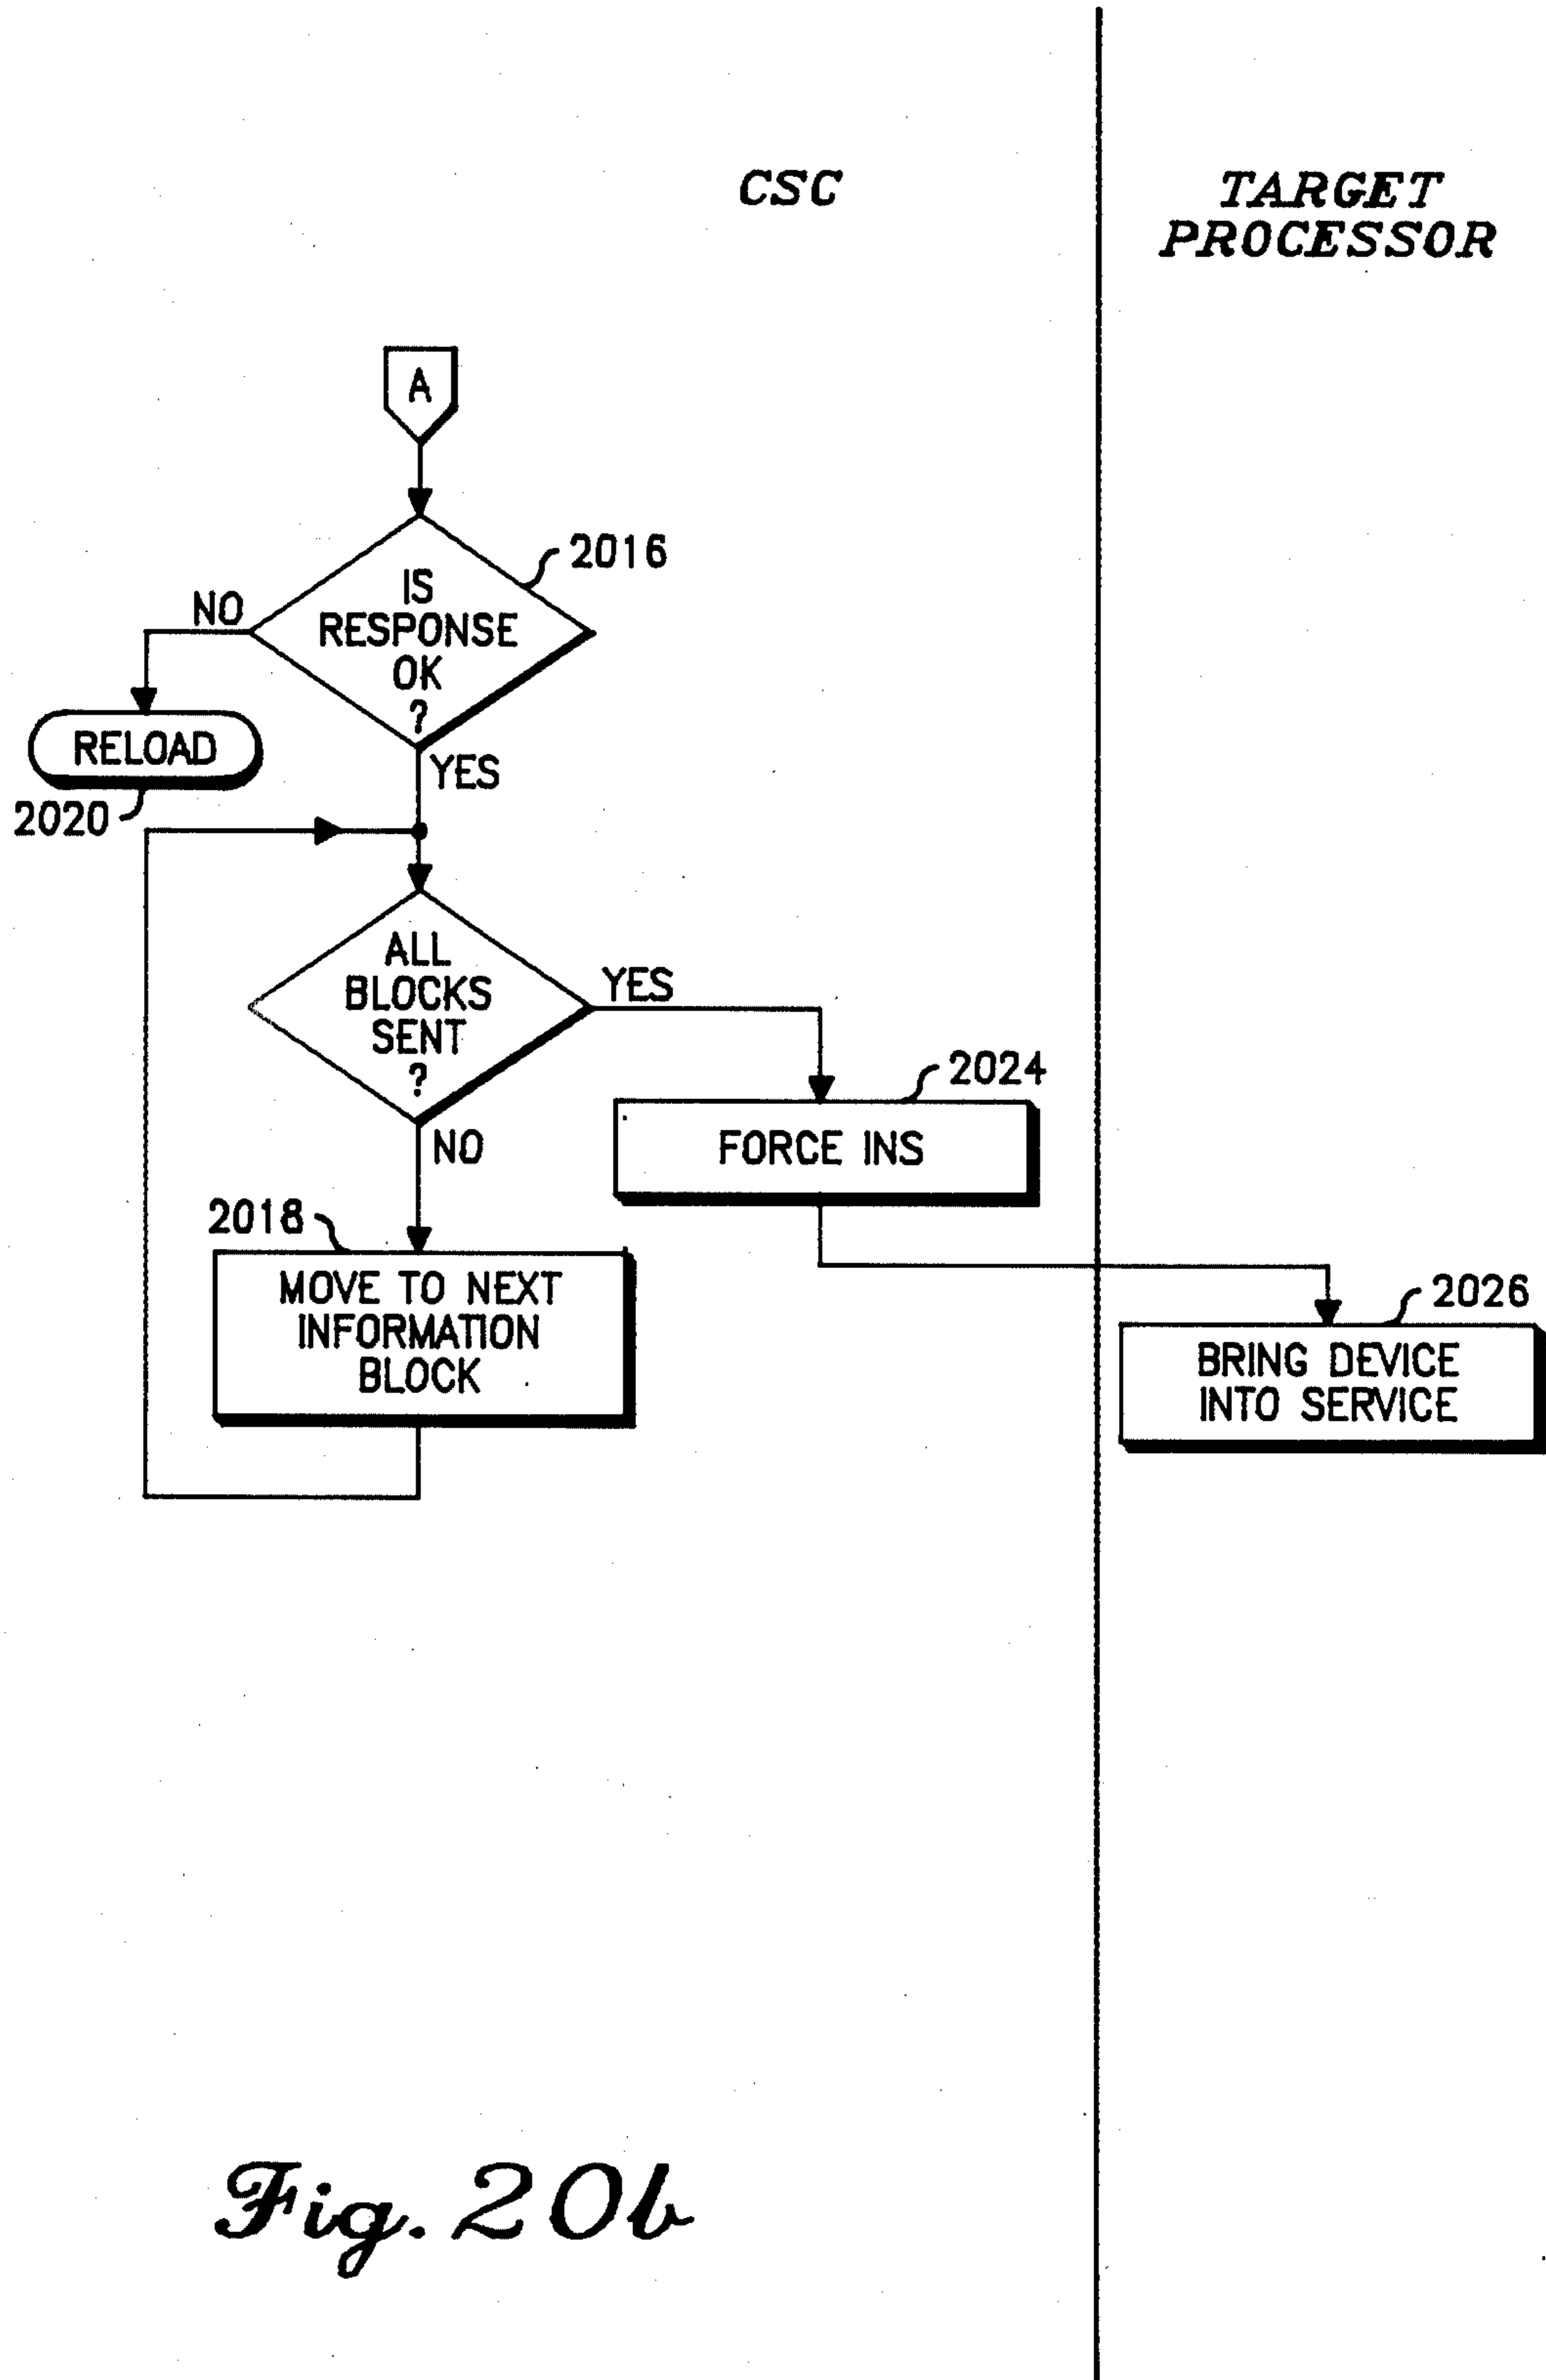 CSC
TARGET
PROCESSOR
A
2016
IS
RESPONSE
OK
?
NO
RELOAD
2020
YES
ALL
BLOCKS
SENT
?
YES
2024
FORCE INS
NO
2018
MOVE TO NEXT
INFORMATION
BLOCK
2026
BRING DEVICE
INTO SERVICE
Fig. 20b